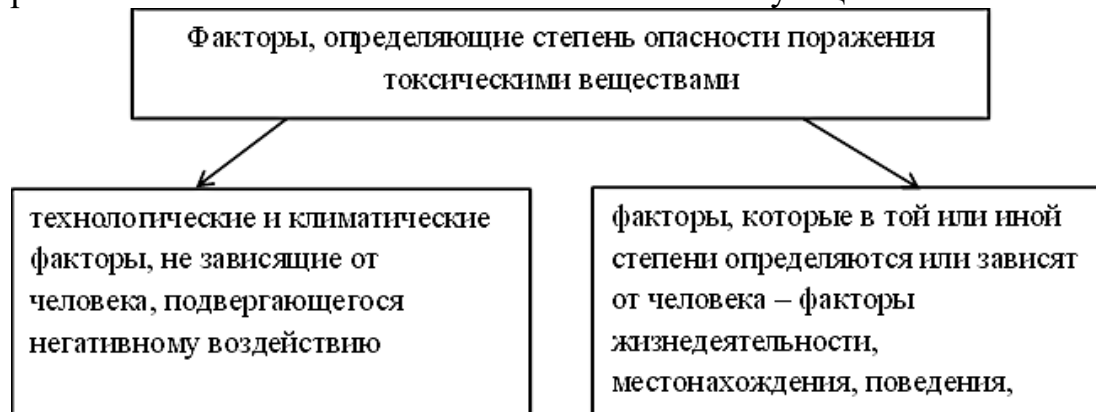 Факторы, определяющие степень опасности поражения
токсическими веществами
технологические и климатические
факторы, не зависящие от
человека, подвергающегося
негативному воздействию
факторы, которые в той или иной
степени определяются или зависят
от человека – факторы
жизнедеятельности,
местонахождения, поведения,